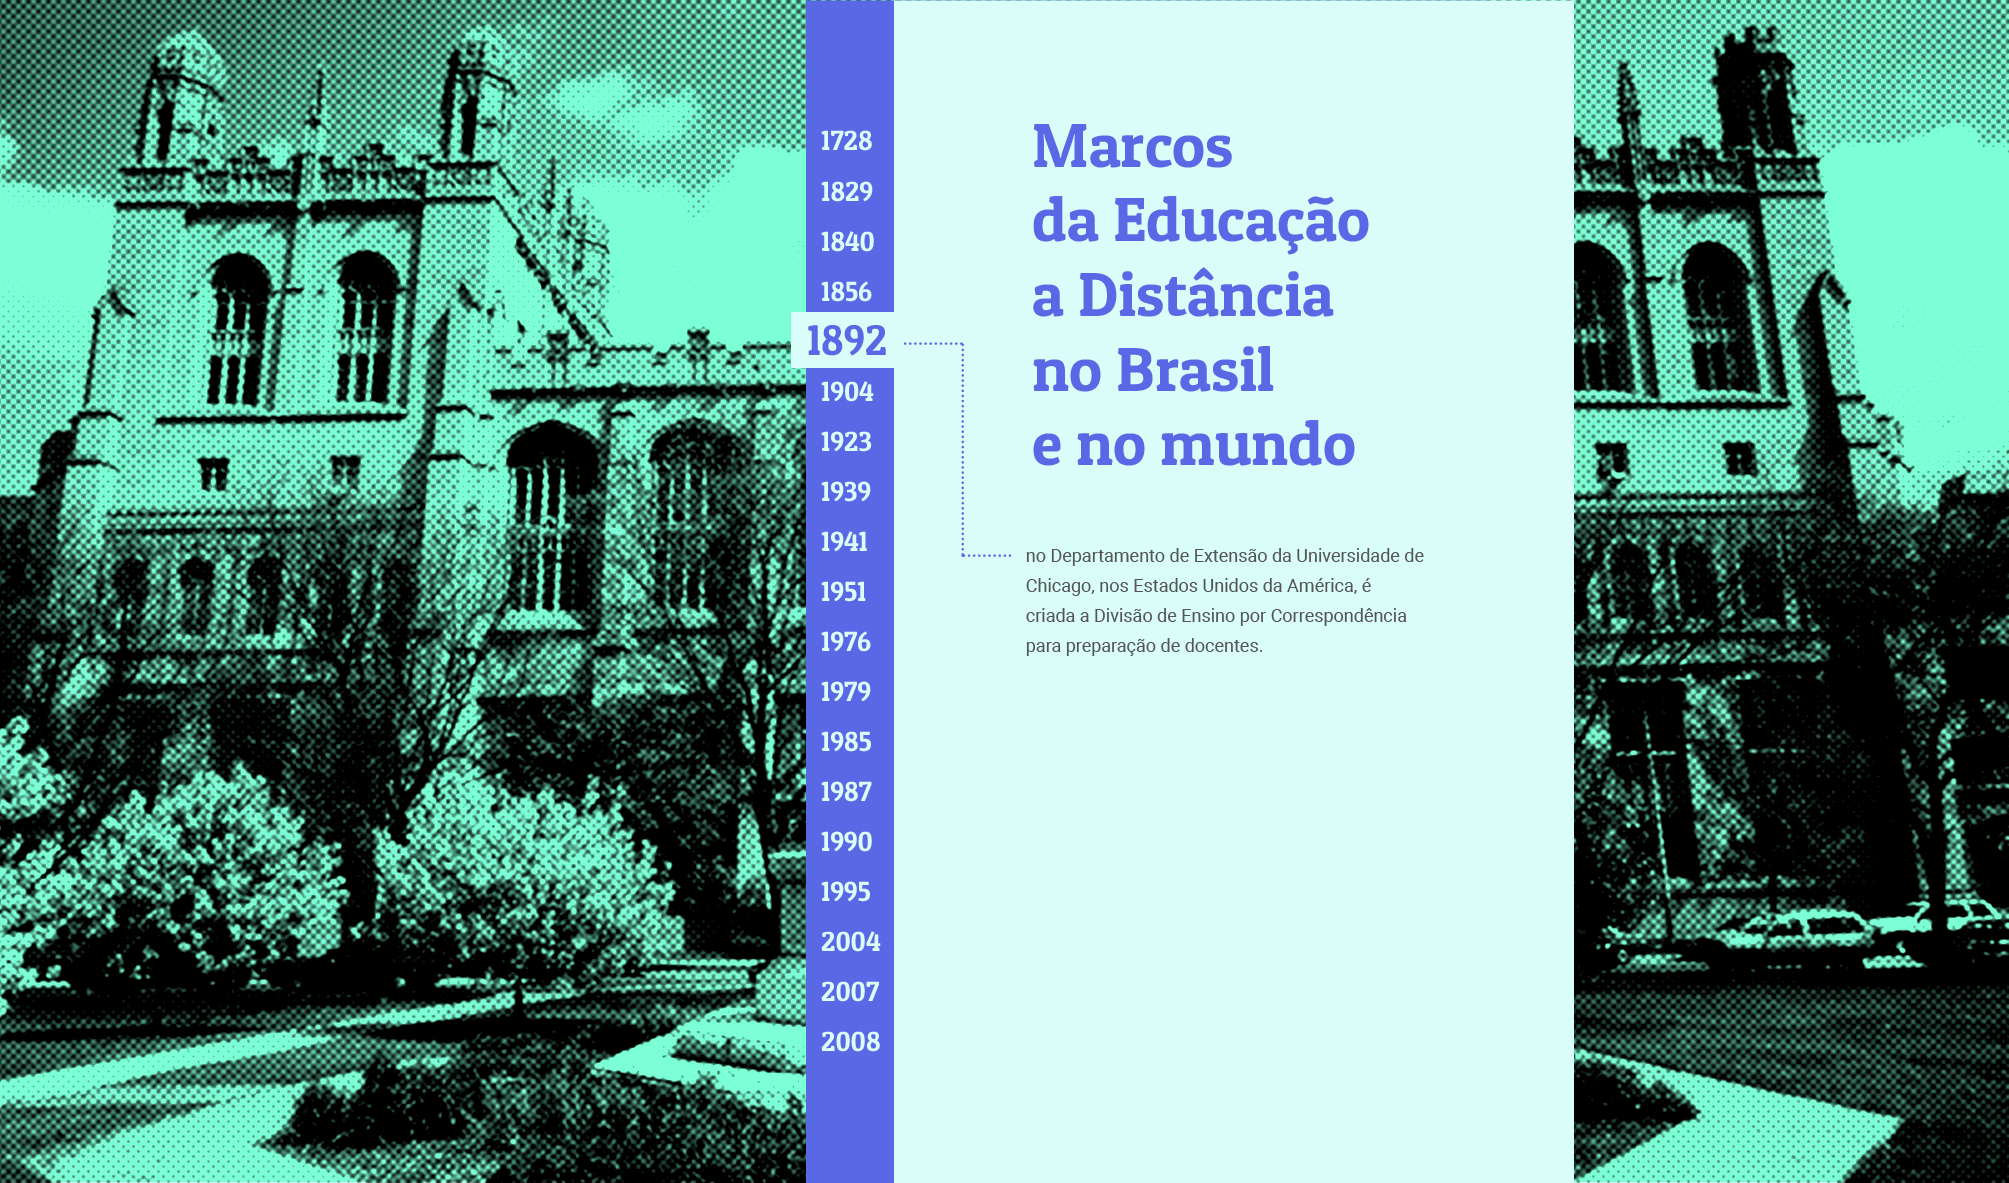 1728
1829
1840
1856
1892
1904
1923
1939
1941
1951
1976
1979
1985
1987
1990
1995
2004
2007
2008
Marcos
da Educação
a Distância
no Brasil
e no mundo
no Departamento de Extensão da Universidade de
Chicago, nos Estados Unidos da América, é
criada a Divisão de Ensino por Correspondência
para preparação de docentes.